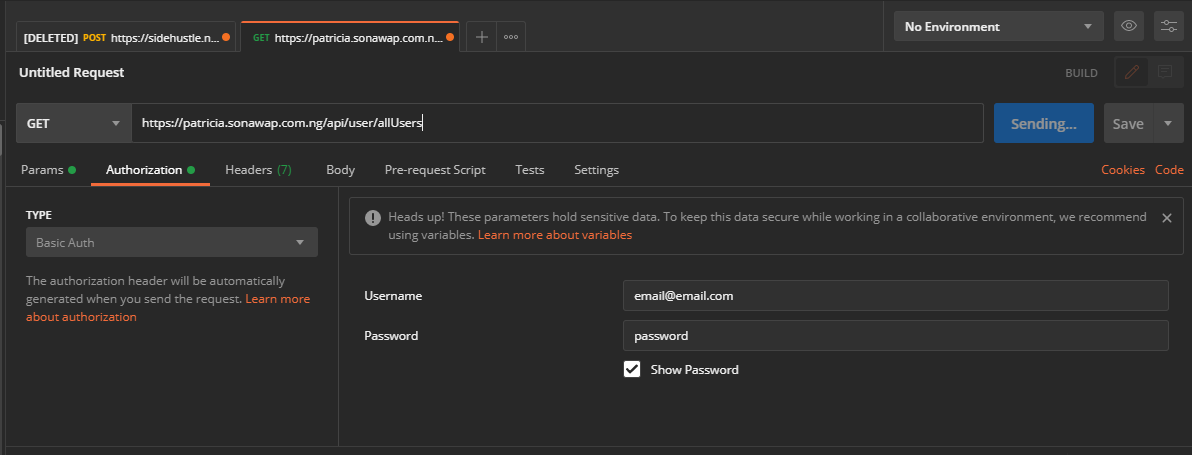 [DELETED] POST https://sidehustle.n...
GET https://patricia.sonawap.com.n...
No Environment
Untitled Request
BUILD
GET
https://patricia.sonawap.com.ng/api/user/allUsers
Sending...
Save
Params
Authorization
Headers (7)
Body
Pre-request Script
Tests
Settings
Cookies
Code
TYPE
Basic Auth
The authorization header will be automatically
generated when you send the request. Learn more
about authorization
Heads up! These parameters hold sensitive data. To keep this data secure while working in a collaborative environment, we recommend
using variables. Learn more about variables
Username
email@email.com
Password
password
Show Password